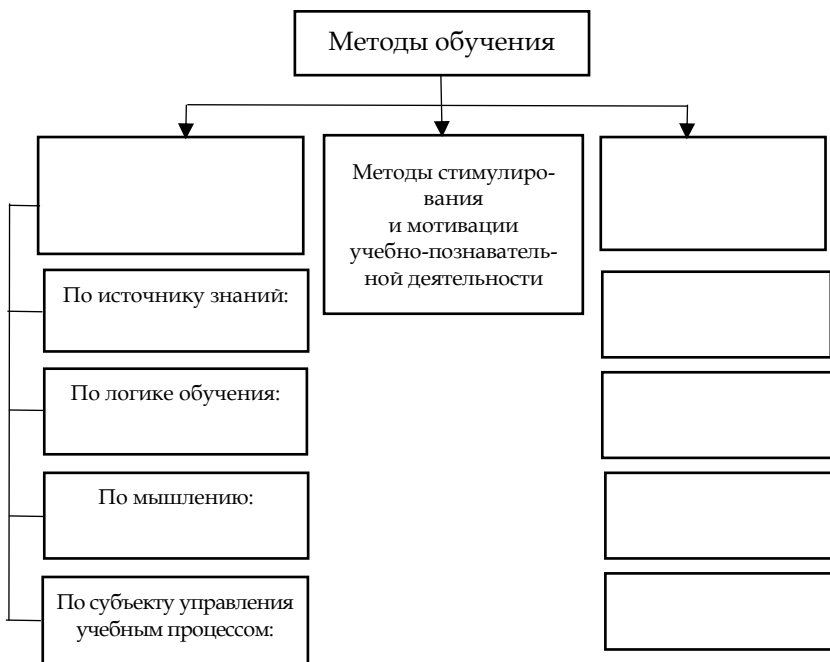 Методы обучения
Методы стимулиро-
вания
и мотивации
учебно-познаватель-
ной деятельности
По источнику знаний:
По логике обучения:
По мышлению:
По субъекту управления
учебным процессом: